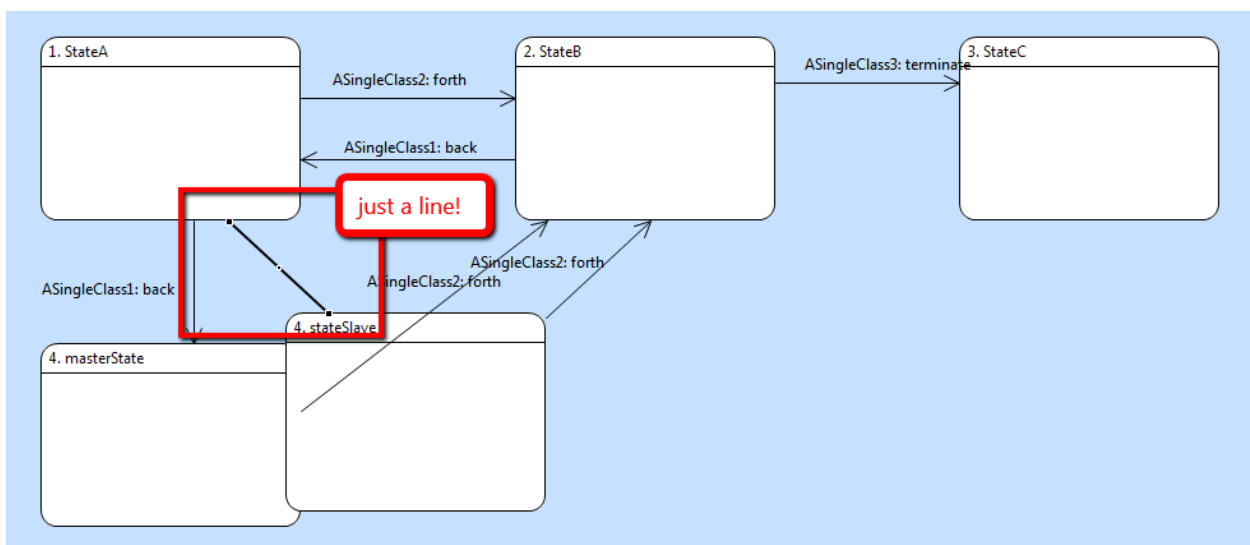 1. StateA
2. StateB
3. StateC
ASingleClass3: terminate
ASingleClass2: forth
ASingleClass1: back
just a line!
ASingleClass2: forth
ASingleClass2: forth
ASingleClass1: back
4. stateSlave
4. masterState